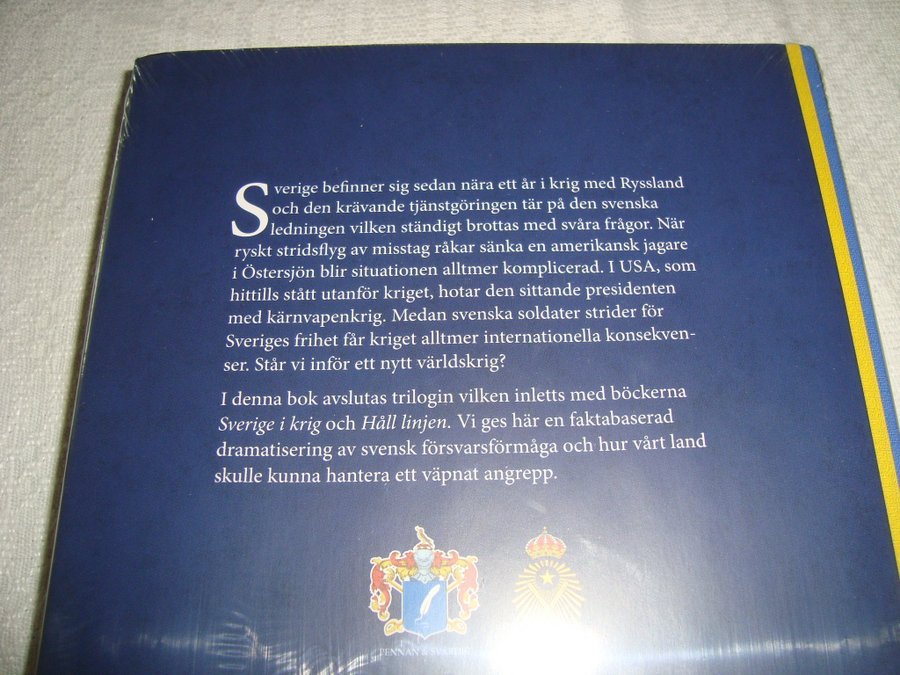 Sverige befinner sig sedan nära ett år i krig med Ryssland
och den krävande tjänstgöringen tär på den svenska
ledningen vilken ständigt brottas med svåra frågor. När
ryskt stridsflyg av misstag råkar sänka en amerikansk jagare
i Östersjön blir situationen alltmer komplicerad. I USA, som
hittills stått utanför kriget, hotar den sittande presidenten
med kärnvapenkrig. Medan svenska soldater strider för
Sveriges frihet får kriget alltmer internationella konsekven-
ser. Står vi inför ett nytt världskrig?
I denna bok avslutas trilogin vilken inletts med böckerna
Sverige i krig och Håll linjen. Vi ges här en faktabaserad
dramatisering av svensk försvarsförmåga och hur vårt land
skulle kunna hantera ett väpnat angrepp.
PENNAN &